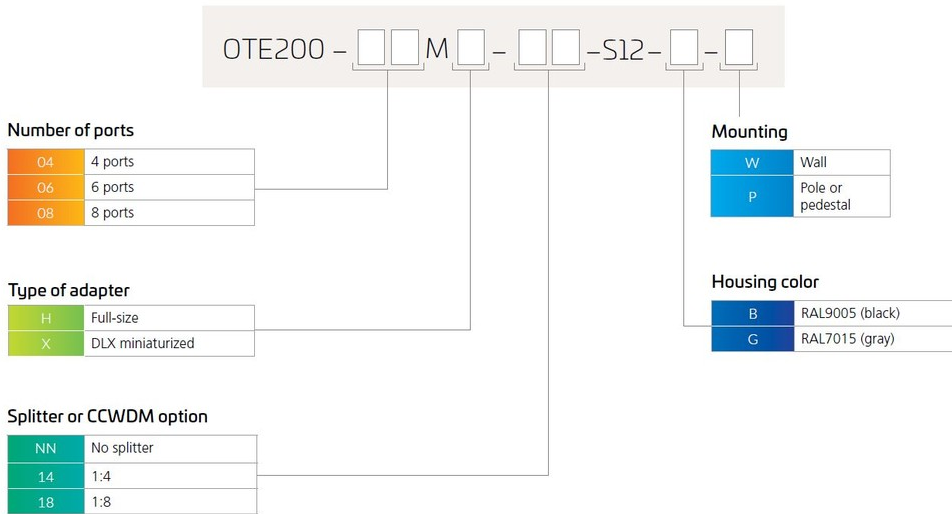 OTE200 – M – – S12 – –
Number of ports
04 4 ports
06 6 ports
08 8 ports
Type of adapter
H Full-size
X DLX miniaturized
Splitter or CCWDM option
NN No splitter
14 1:4
18 1:8
Mounting
W Wall
P Pole or
pedestal
Housing color
B RAL9005 (black)
G RAL7015 (gray)